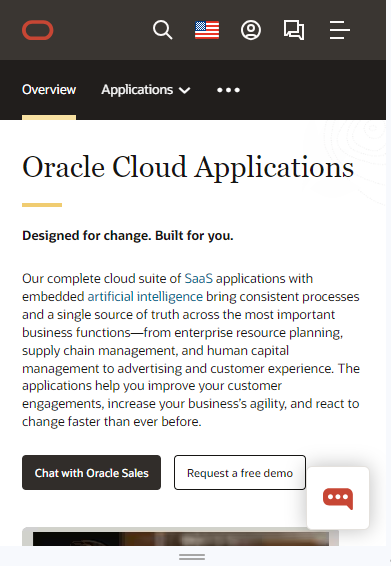 Overview
Applications
Oracle Cloud Applications
Designed for change. Built for you.
Our complete cloud suite of SaaS applications with
embedded artificial intelligence bring consistent processes
and a single source of truth across the most important
business functions—from enterprise resource planning,
supply chain management, and human capital
management to advertising and customer experience. The
applications help you improve your customer
engagements, increase your business's agility, and react to
change faster than ever before.
Chat with Oracle Sales
Request a free demo